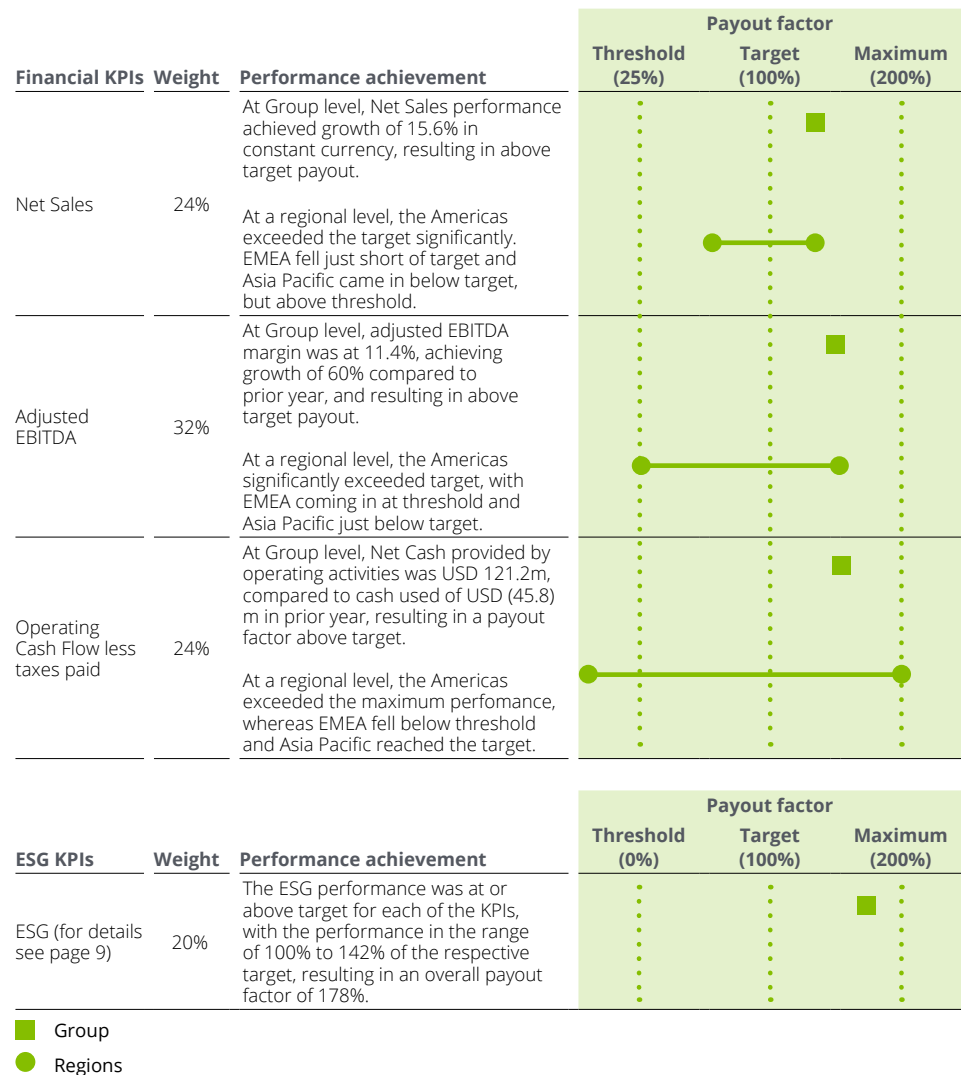 Payout factor
Threshold
(25%)
Target
(100%)
Maximum
(200%)
Financial KPIs Weight Performance achievement
Net Sales
24%
At Group level, Net Sales performance
achieved growth of 15.6% in
constant currency, resulting in above
target payout.
At a regional level, the Americas
exceeded the target significantly.
EMEA fell just short of target and
Asia Pacific came in below target,
but above threshold.
Adjusted
EBITDA
32%
At Group level, adjusted EBITDA
margin was at 11.4%, achieving
growth of 60% compared to
prior year, and resulting in above
target payout.
At a regional level, the Americas
significantly exceeded target, with
EMEA coming in at threshold and
Asia Pacific just below target.
Operating
Cash Flow less
taxes paid
24%
At Group level, Net Cash provided by
operating activities was USD 121.2m,
compared to cash used of USD (45.8)
m in prior year, resulting in a payout
factor above target.
At a regional level, the Americas
exceeded the maximum perfomance,
whereas EMEA fell below threshold
and Asia Pacific reached the target.
Payout factor
Threshold
(0%)
Target
(100%)
Maximum
(200%)
ESG KPIs Weight Performance achievement
ESG (for details
see page 9)
20%
The ESG performance was at or
above target for each of the KPIs,
with the performance in the range
of 100% to 142% of the respective
target, resulting in an overall payout
factor of 178%.
Group
Regions